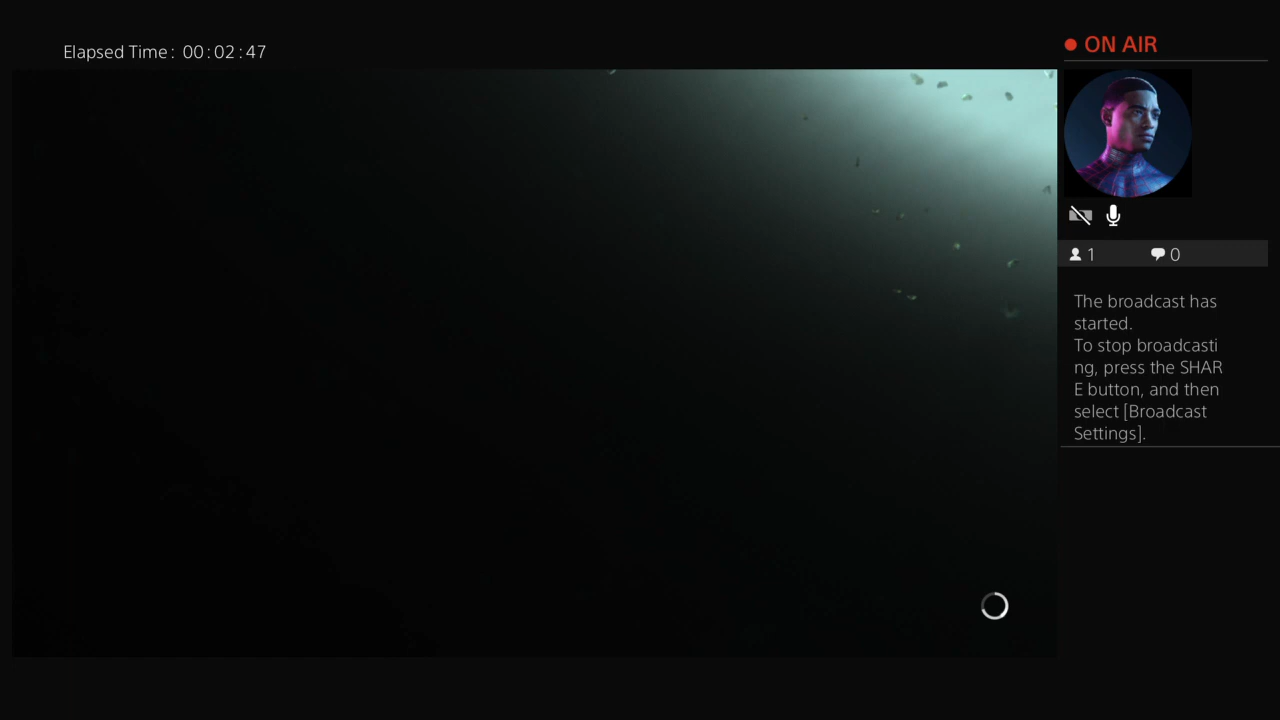 Elapsed Time: 00:02:47
ON AIR
1
0
The broadcast has
started.
To stop broadcasti
ng, press the SHAR
E button, and then
select [Broadcast
Settings].